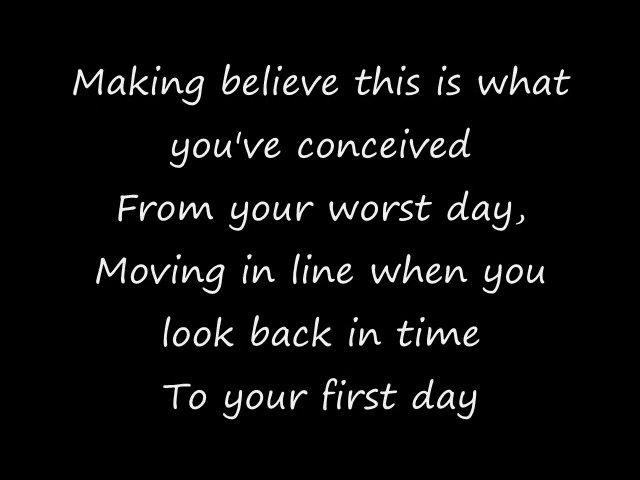 Making believe this is what
you've conceived
From your worst day,
Moving in line when you
look back in time
To your first day